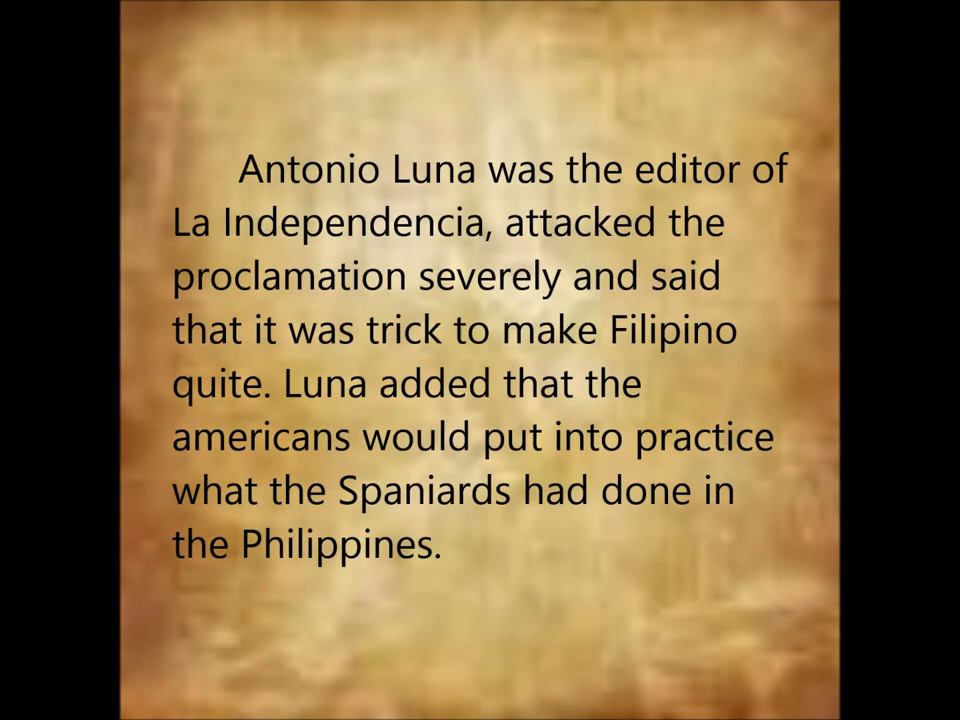 Antonio Luna was the editor of
La Independencia, attacked the
proclamation severely and said
that it was trick to make Filipino
quite. Luna added that the
americans would put into practice
what the Spaniards had done in
the Philippines.